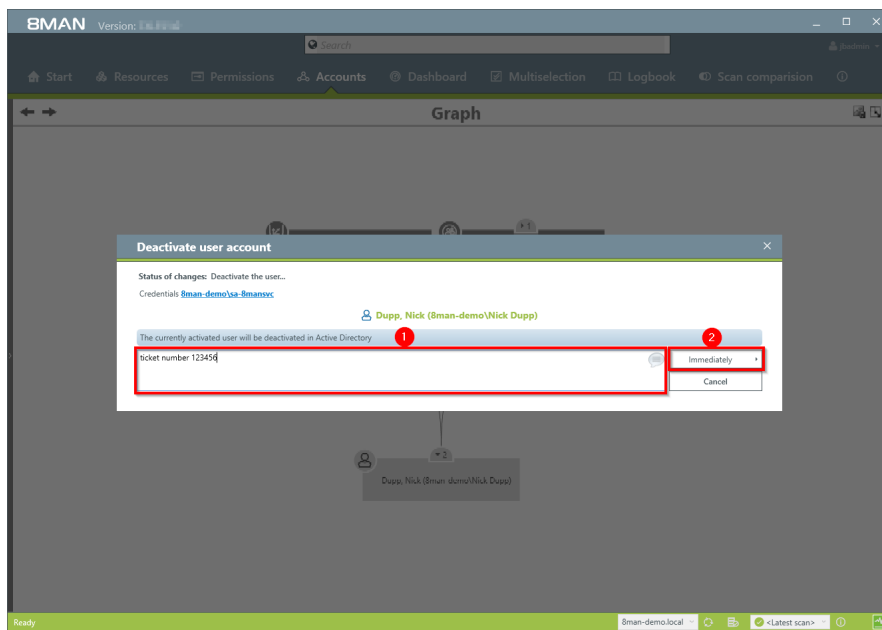 8MAN Version:
Search
jbadmin
Start Resources Permissions Accounts Dashboard Multiselection Logbook Scan comparision
Graph
1
Deactivate user account
Status of changes: Deactivate the user...
Credentials 8man-demo\sa-8mansvc
Dupp, Nick (8man-demo\Nick Dupp)
The currently activated user will be deactivated in Active Directory
1
2
ticket number 123456
Immediately
Cancel
2
Dupp, Nick (8man-demo\Nick Dupp)
Ready
8man-demo.local
<Latest scan>